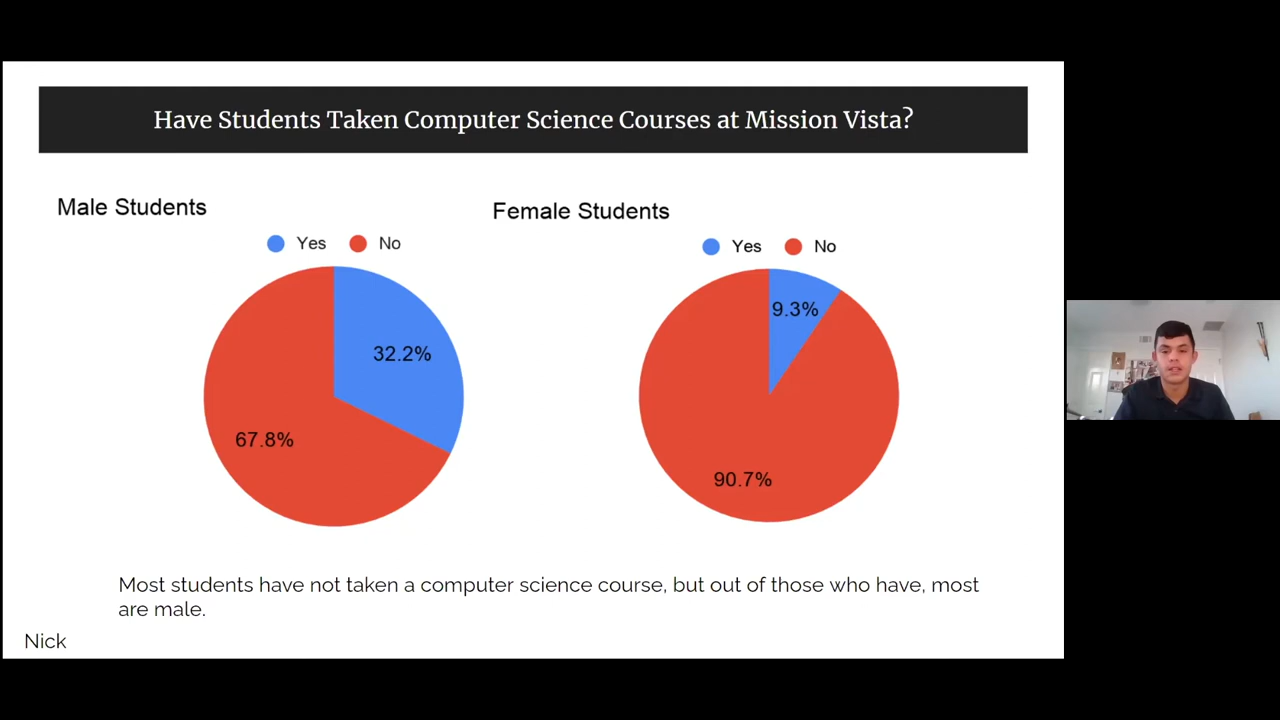 Have Students Taken Computer Science Courses at Mission Vista?
Male Students
Yes No
32.2%
67.8%
Female Students
Yes No
9.3%
90.7%
Most students have not taken a computer science course, but out of those who have, most
are male.
Nick